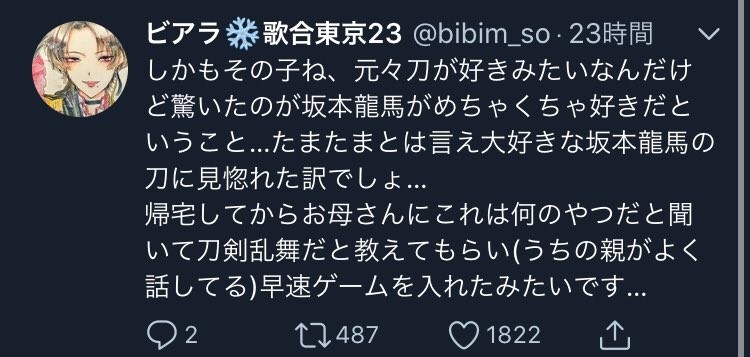 ビアラ❄歌合東京23 @bibim_so · 23時間
しかもその子ね、元々刀が好きみたいなんだけ
ど驚いたのが坂本龍馬がめちゃくちゃ好きだと
いうこと...たまたまとは言え大好きな坂本龍馬の
刀に見惚れた訳でしょ...
帰宅してからお母さんにこれは何のやつだと聞
いて刀剣乱舞だと教えてもらい(うちの親がよく
話してる)早速ゲームを入れたみたいです...
2 487 1822